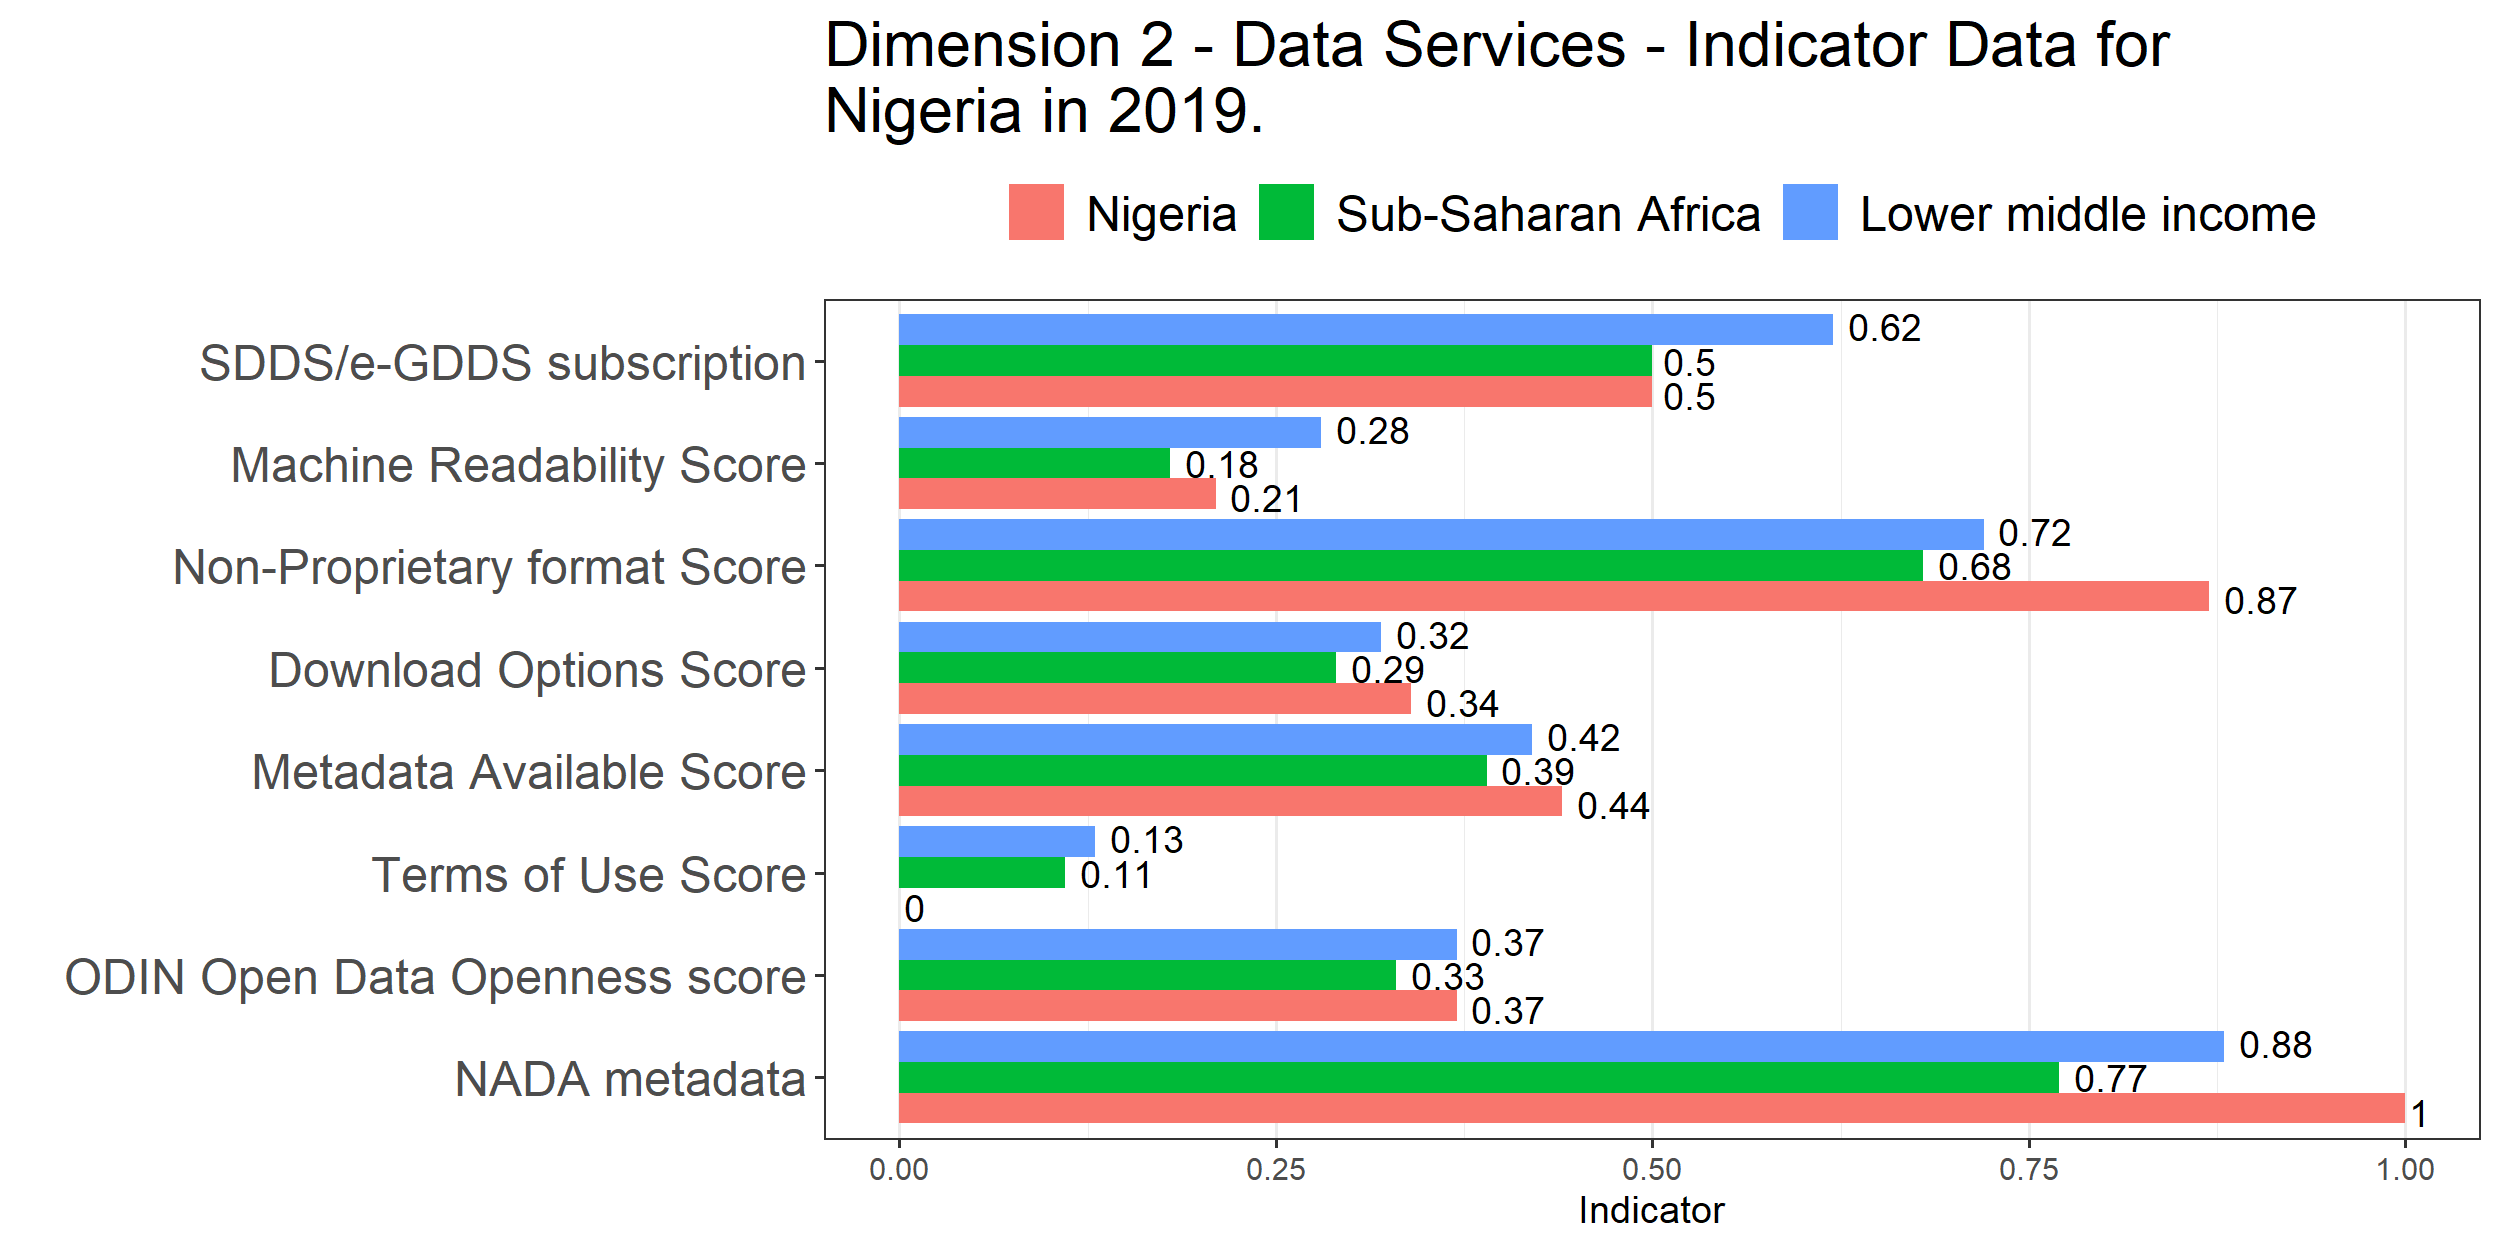 Dimension 2 - Data Services - Indicator Data for
Nigeria in 2019.
Nigeria Sub-Saharan Africa Lower middle income
SDDS/e-GDDS subscription
0.62
0.5
0.5
Machine Readability Score
0.28
0.18
0.21
Non-Proprietary format Score
0.72
0.68
0.87
Download Options Score
0.32
0.29
0.34
Metadata Available Score
0.42
0.39
0.44
Terms of Use Score
0.13
0.11
0
ODIN Open Data Openness score
0.37
0.33
0.37
NADA metadata
0.88
0.77
1
0.00 0.25 0.50 0.75 1.00
Indicator